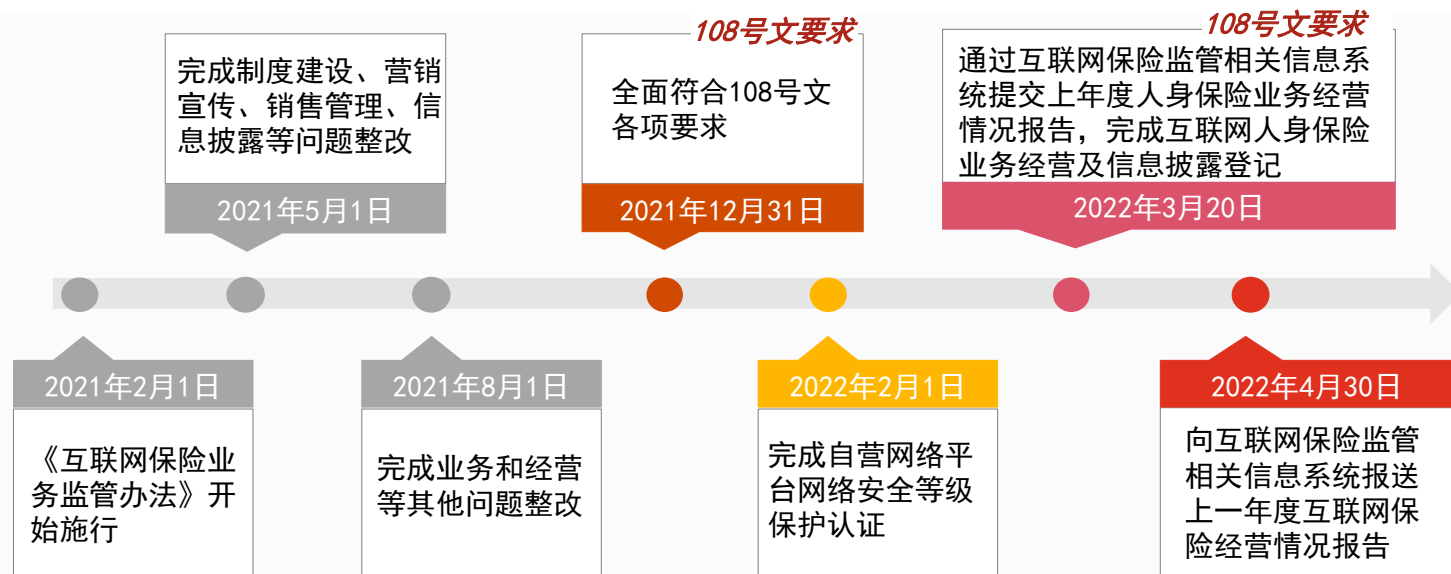 108号文要求
108号文要求
完成制度建设、营销
宣传、销售管理、信
息披露等问题整改
2021年5月1日
全面符合108号文
各项要求
2021年12月31日
通过互联网保险监管相关信息系
统提交上年度人身保险业务经营
情况报告，完成互联网人身保险
业务经营及信息披露登记
2022年3月20日
2021年2月1日
《互联网保险业
务监管办法》开
始施行
2021年8月1日
完成业务和经营
等其他问题整改
2022年2月1日
完成自营网络平
台网络安全等级
保护认证
2022年4月30日
向互联网保险监管
相关信息系统报送
上一年度互联网保
险经营情况报告